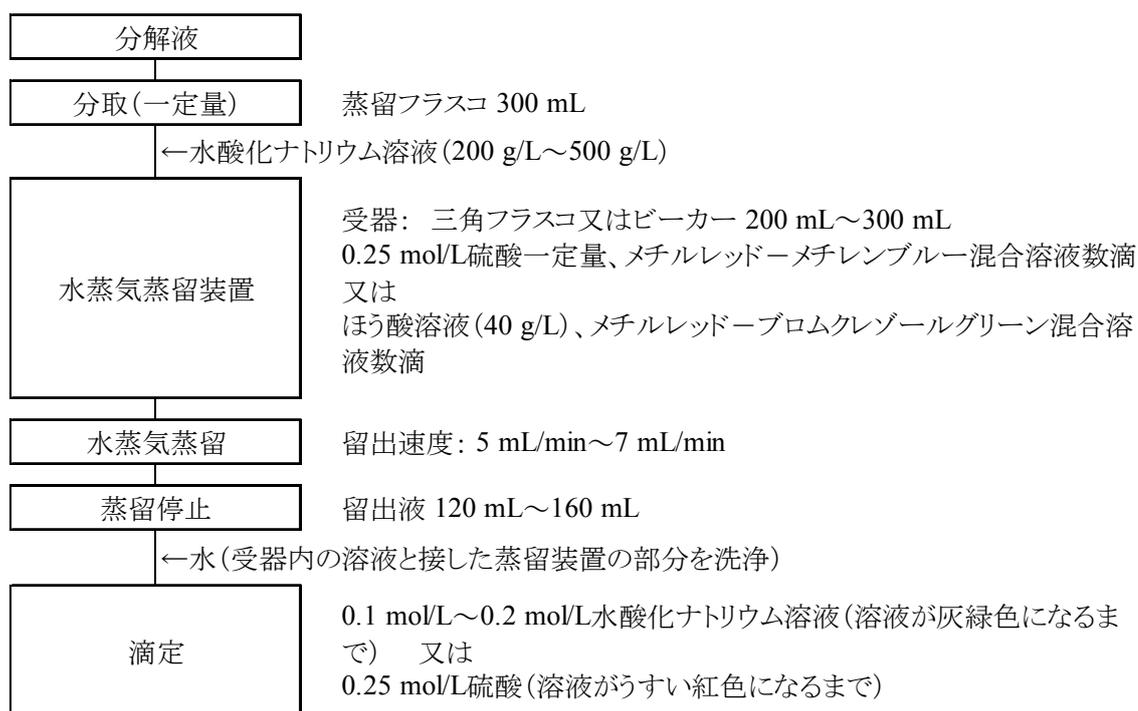 分解液
分取(一定量) 蒸留フラスコ 300 mL
←水酸化ナトリウム溶液(200 g/L～500 g/L)
水蒸気蒸留装置
受器: 三角フラスコ又はビーカー 200 mL～300 mL
0.25 mol/L硫酸一定量、メチルレッド－メチレンブルー混合溶液数滴
又は
ほう酸溶液(40 g/L)、メチルレッド－ブロムクレゾールグリーン混合溶
液数滴
水蒸気蒸留 留出速度: 5 mL/min～7 mL/min
蒸留停止 留出液 120 mL～160 mL
←水(受器内の溶液と接した蒸留装置の部分を洗浄)
滴定
0.1 mol/L～0.2 mol/L水酸化ナトリウム溶液(溶液が灰緑色になるま
で) 又は
0.25 mol/L硫酸(溶液がうすい紅色になるまで)